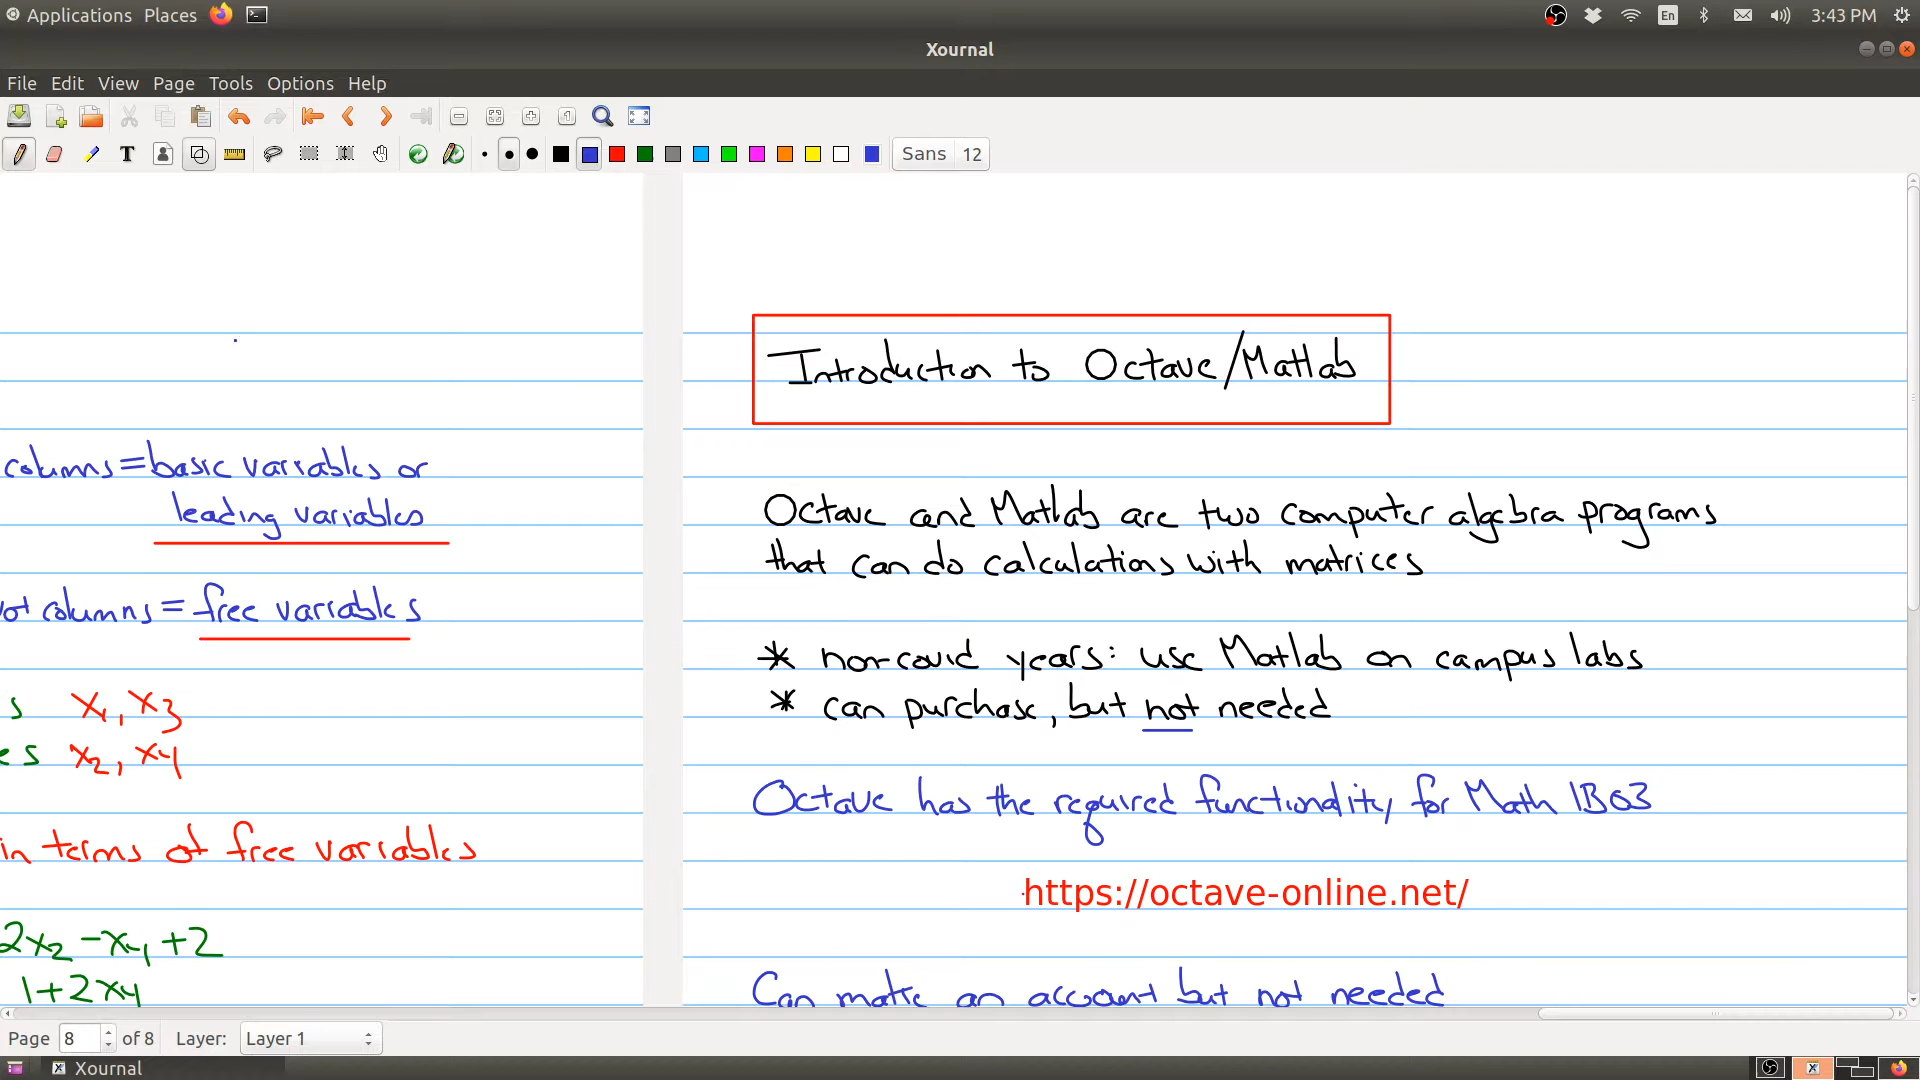 Applications Places
En 3:43 PM
Xournal
File Edit View Page Tools Options Help
T Sans 12
columns = basic variables or
leading variables
columns = free variables
s x1, x3
es x2, x4
in terms of free variables
2x2 - x4 + 2
1 + 2x4
Introduction to Octave/Matlab
Octave and Matlab are two computer algebra programs
that can do calculations with matrices
* non-covid years: use Matlab on campus labs
* can purchase, but not needed
Octave has the required functionality for Math 1B03
https://octave-online.net/
Can make an account but not needed
Page 8 of 8 Layer: Layer 1
Xournal